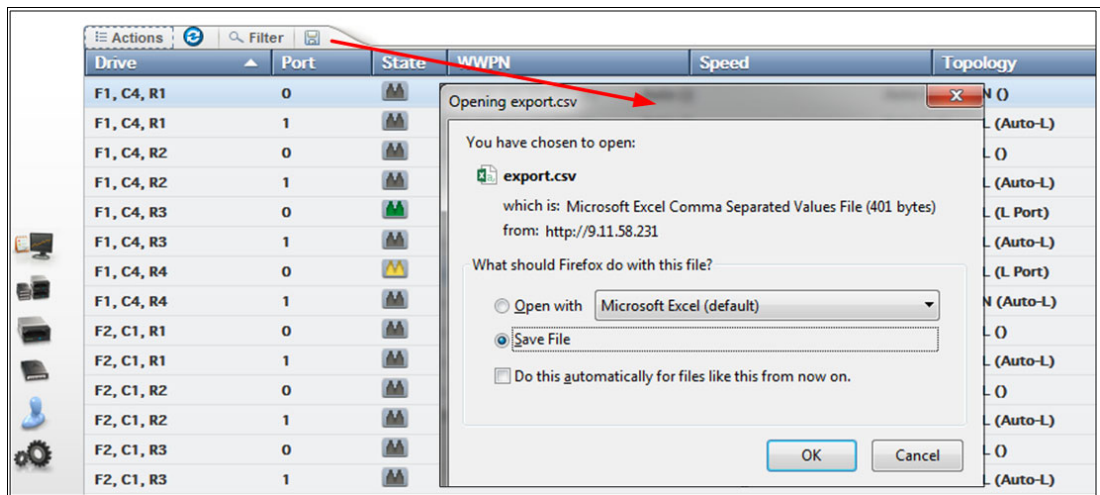 Actions Filter
Drive Port State WWPN Speed Topology
F1, C4, R1 0 N ()
F1, C4, R1 1 L (Auto-L)
F1, C4, R2 0 L ()
F1, C4, R2 1 L (Auto-L)
F1, C4, R3 0 L (L Port)
F1, C4, R3 1 L (Auto-L)
F1, C4, R4 0 L (L Port)
F1, C4, R4 1 N (Auto-L)
F2, C1, R1 0 L ()
F2, C1, R1 1 L (Auto-L)
F2, C1, R2 0 L ()
F2, C1, R2 1 L (Auto-L)
F2, C1, R3 0 L ()
F2, C1, R3 1 L (Auto-L)
Opening export.csv
You have chosen to open:
export.csv
which is: Microsoft Excel Comma Separated Values File (401 bytes)
from: http://9.11.58.231
What should Firefox do with this file?
Open with Microsoft Excel (default)
Save File
Do this automatically for files like this from now on.
OK Cancel